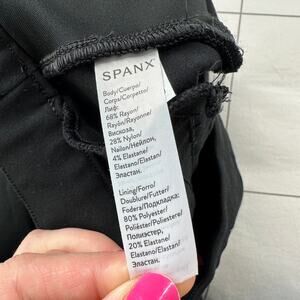 SPANX
Body/Cuerpo/
Corps/Corpetto/
Лиф:
68% Rayon/
Rayón/Rayonne/
Вискоза,
28% Nylon/
Nailon/Нейлон,
4% Elastane/
Elastano/Elastan/
Эластан.
Lining/Forro/
Doublure/Futter/
Fodera/Подкладка:
80% Polyester/
Poliéster/Poliestere/
Полиэстер,
20% Elastane/
Elastano/Elastan/
Эластан.